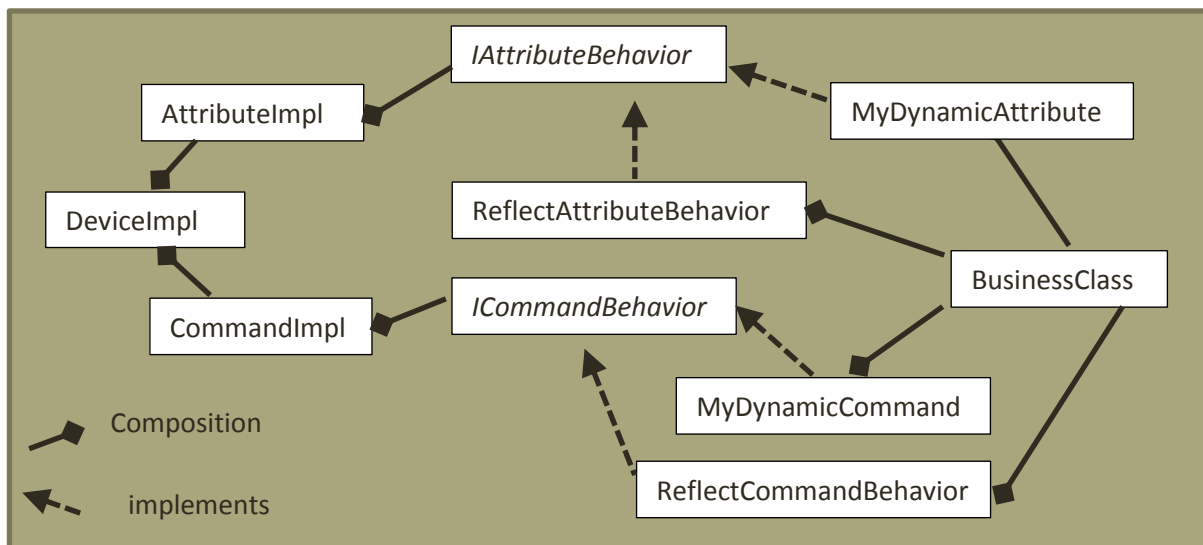 IAttributeBehavior
AttributeImpl
MyDynamicAttribute
DeviceImpl
ReflectAttributeBehavior
BusinessClass
CommandImpl
ICommandBehavior
MyDynamicCommand
Composition
ReflectCommandBehavior
implements